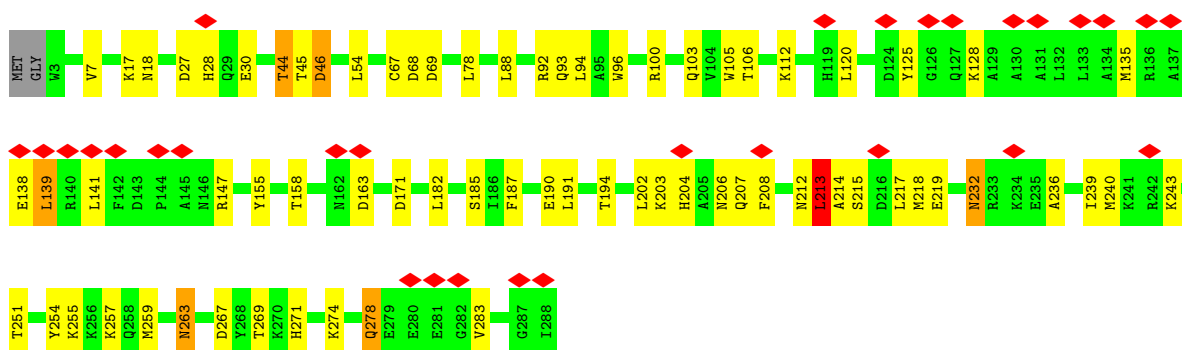 MET GLY W3 V7 K17 N18 D27 H28 Q29 E30 T44 T45 D46 L54 C67 D68 D69 L78 L88 R92 Q93 L94 A95 W96 R100 Q103 V104 W105 T106 K112 H119 L120 D124 Y125 G126 Q127 K128 A129 A130 A131 L132 L133 A134 M135 R136 A137
E138 L139 R140 L141 F142 D143 P144 A145 N146 R147 Y155 T158 N162 D163 D171 L182 S185 I186 F187 E190 L191 T194 L202 K203 H204 A205 N206 Q207 F208 N212 L213 A214 S215 D216 L217 M218 E219 N232 R233 K234 E235 A236 I239 M240 K241 R242 K243
T251 Y254 K255 K256 K257 Q258 M259 N263 D267 Y268 T269 K270 H271 K274 Q278 E279 E280 E281 G282 V283 G287 I288